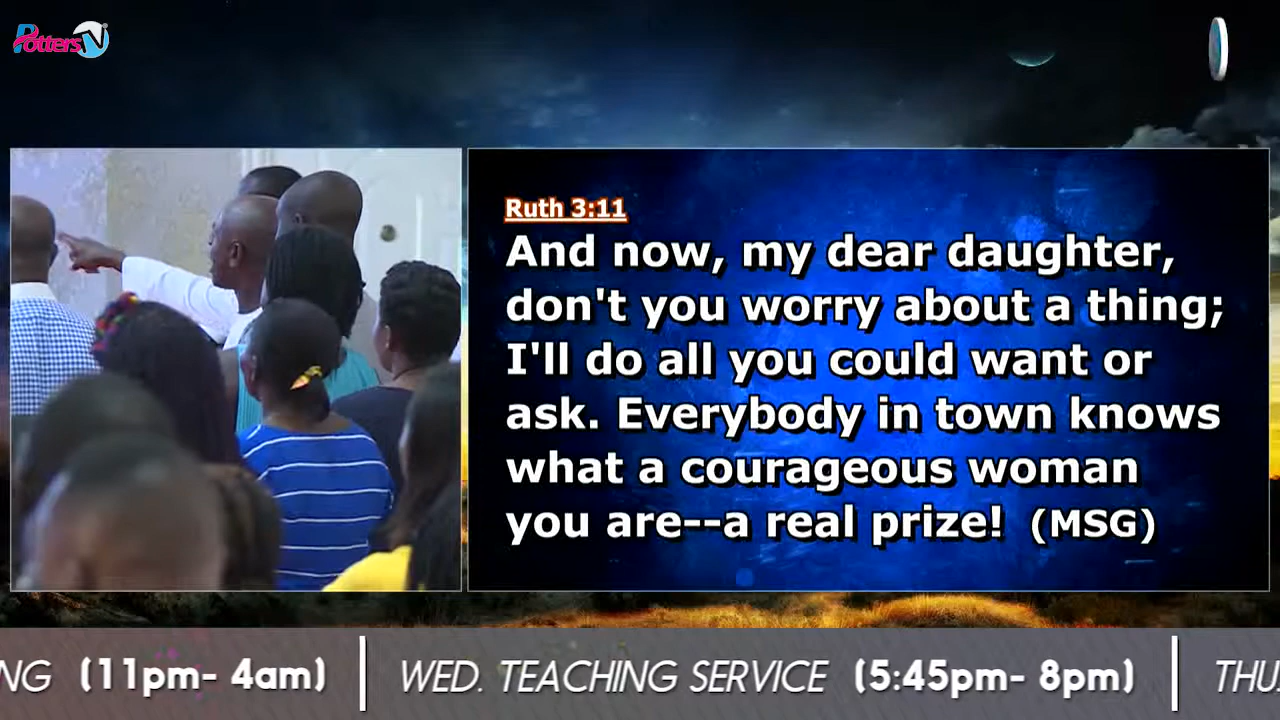 PottersTV
Ruth 3:11
And now, my dear daughter,
don't you worry about a thing;
I'll do all you could want or
ask. Everybody in town knows
what a courageous woman
you are--a real prize!  (MSG)
NG (11pm- 4am) | WED. TEACHING SERVICE (5:45pm- 8pm) | THU